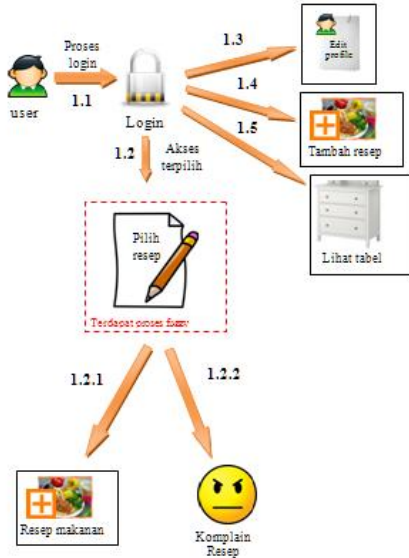 Proses
login
1.1
user
Login
1.3
Edit
profile
1.4
Tambah resep
1.5
Lihat tabel
1.2
Akses
terpilih
Pilih
resep
Terdapat proses fuzzy
1.2.1
1.2.2
Resep makanan
Komplain
Resep